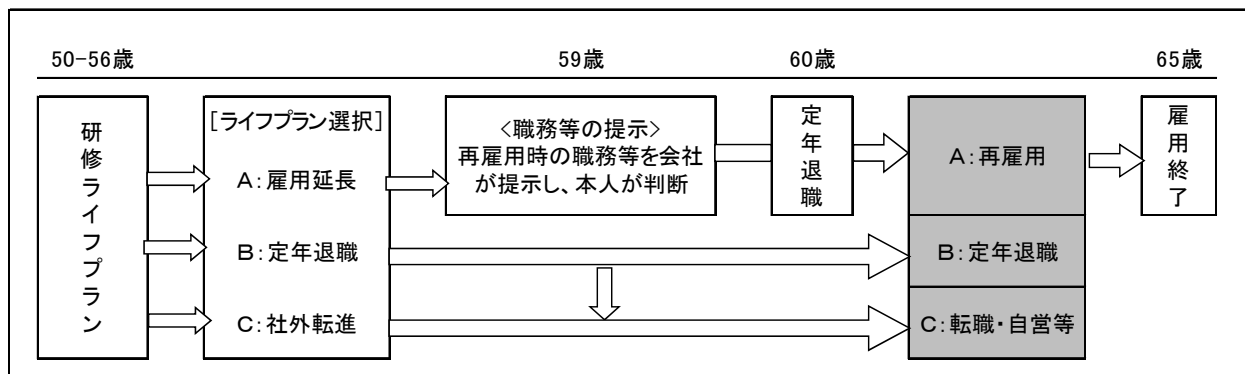 50-56歳
59歳
60歳
65歳
研修ライフプラン
[ライフプラン選択]
A:雇用延長
B:定年退職
C:社外転進
<職務等の提示>
再雇用時の職務等を会社
が提示し、本人が判断
定年退職
A:再雇用
B:定年退職
C:転職・自営等
雇用終了